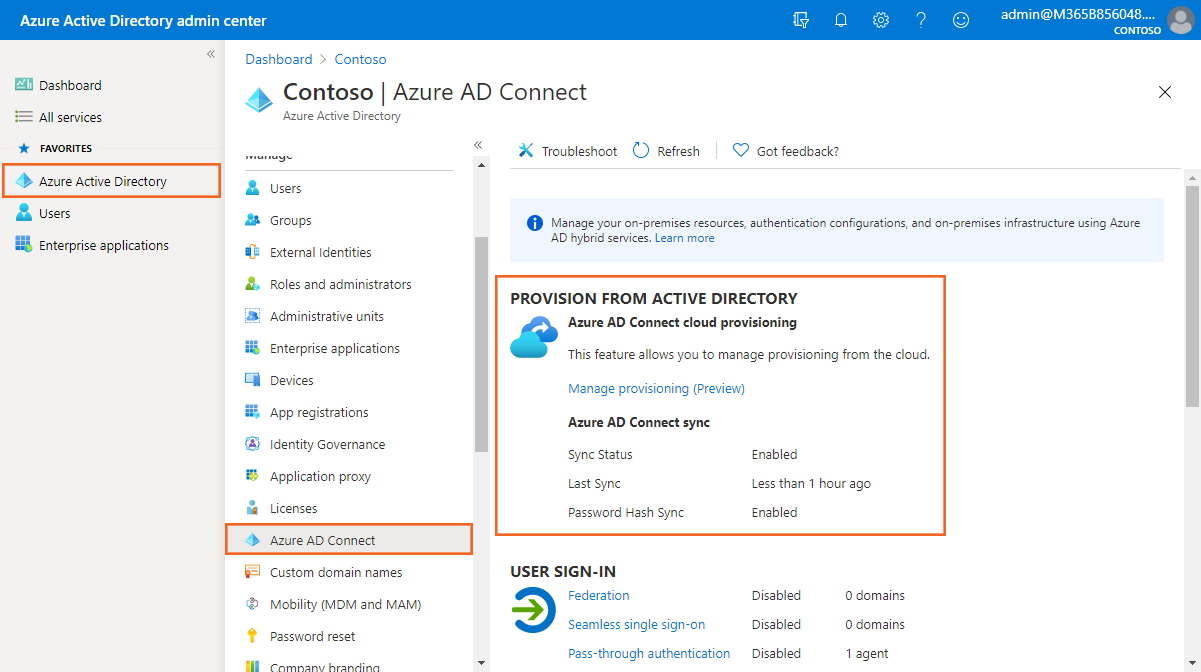 Azure Active Directory admin center
admin@M365B856048....
CONTOSO
Dashboard
All services
FAVORITES
Azure Active Directory
Users
Enterprise applications
Dashboard > Contoso
Contoso | Azure AD Connect
Azure Active Directory
Manage
Users
Groups
External Identities
Roles and administrators
Administrative units
Enterprise applications
Devices
App registrations
Identity Governance
Application proxy
Licenses
Azure AD Connect
Custom domain names
Mobility (MDM and MAM)
Password reset
Company branding
Troubleshoot Refresh Got feedback?
Manage your on-premises resources, authentication configurations, and on-premises infrastructure using Azure
AD hybrid services. Learn more
PROVISION FROM ACTIVE DIRECTORY
Azure AD Connect cloud provisioning
This feature allows you to manage provisioning from the cloud.
Manage provisioning (Preview)
Azure AD Connect sync
Sync Status Enabled
Last Sync Less than 1 hour ago
Password Hash Sync Enabled
USER SIGN-IN
Federation Disabled 0 domains
Seamless single sign-on Disabled 0 domains
Pass-through authentication Disabled 1 agent